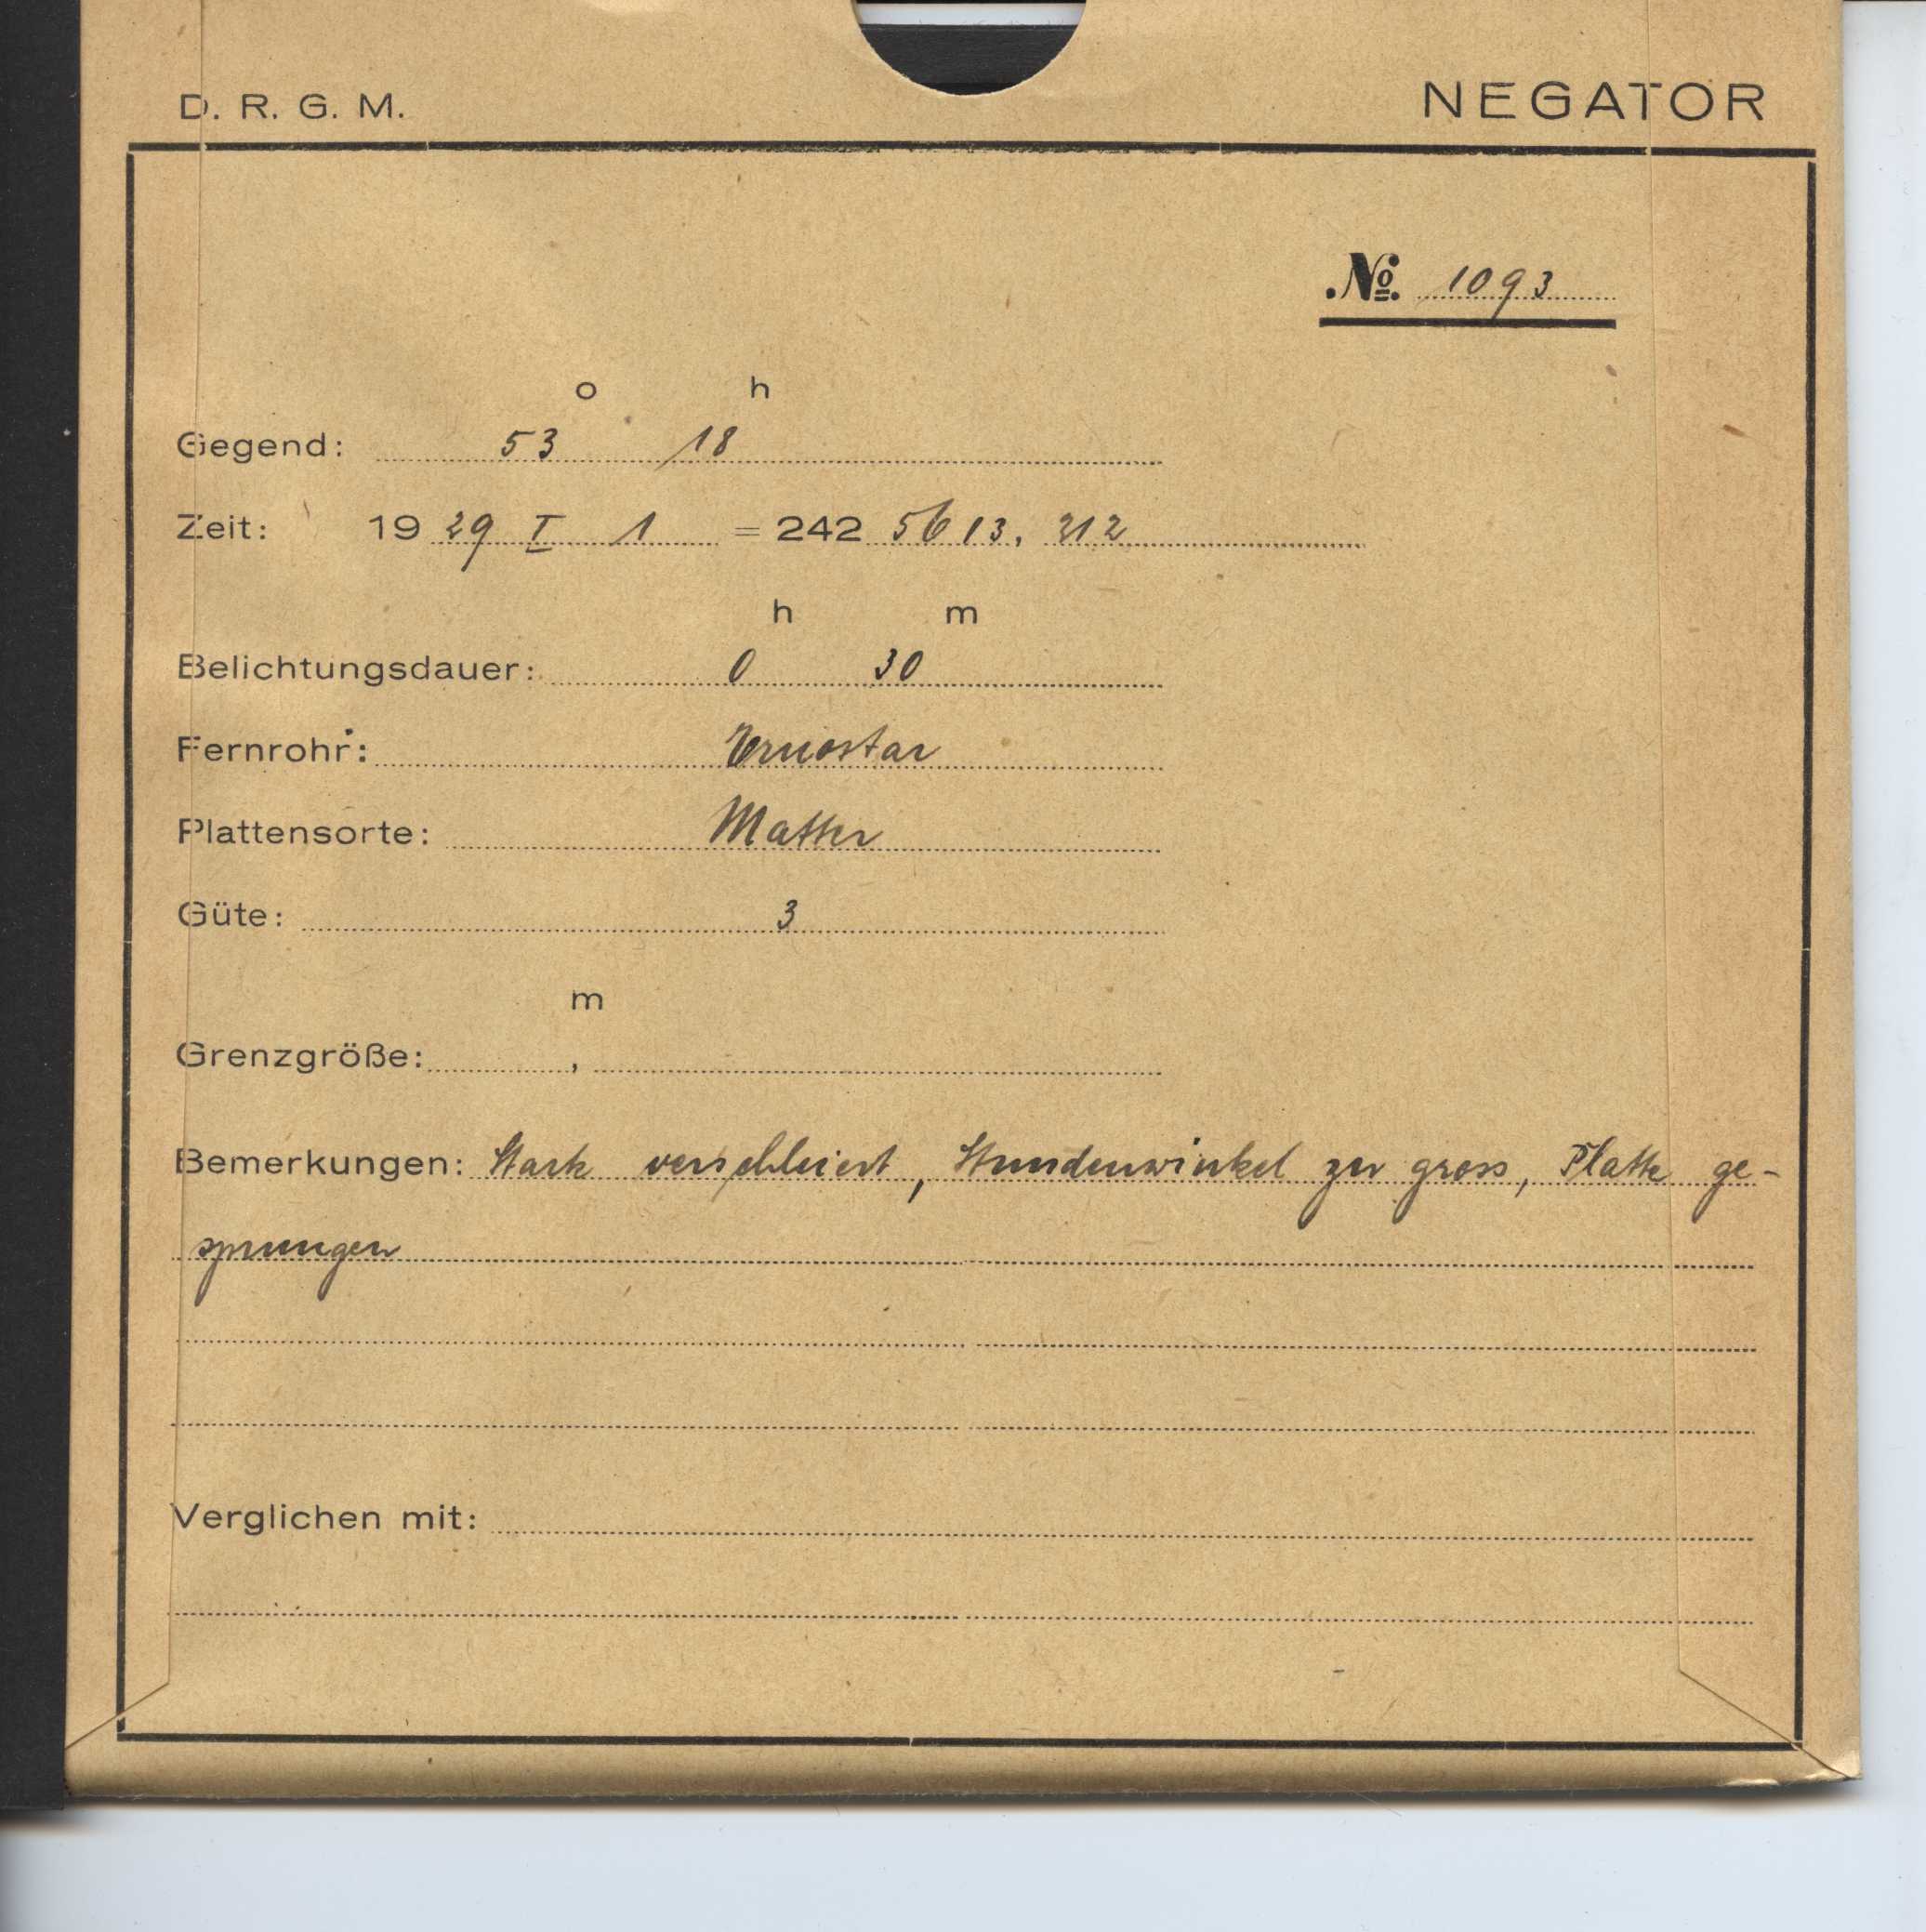 D. R. G. M. NEGATOR
№ 1093
o h
Gegend: 53 18
Zeit: 19 29 I 1 = 242 5613, 212
h m
Belichtungsdauer: 0 30
Fernrohr: Ernostar
Plattensorte: Matter
Güte: 3
m
Grenzgröße: ,
Bemerkungen: Stark verschleiert, Stundenwinkel zu gross, Platte ge-
sprungen
Verglichen mit: